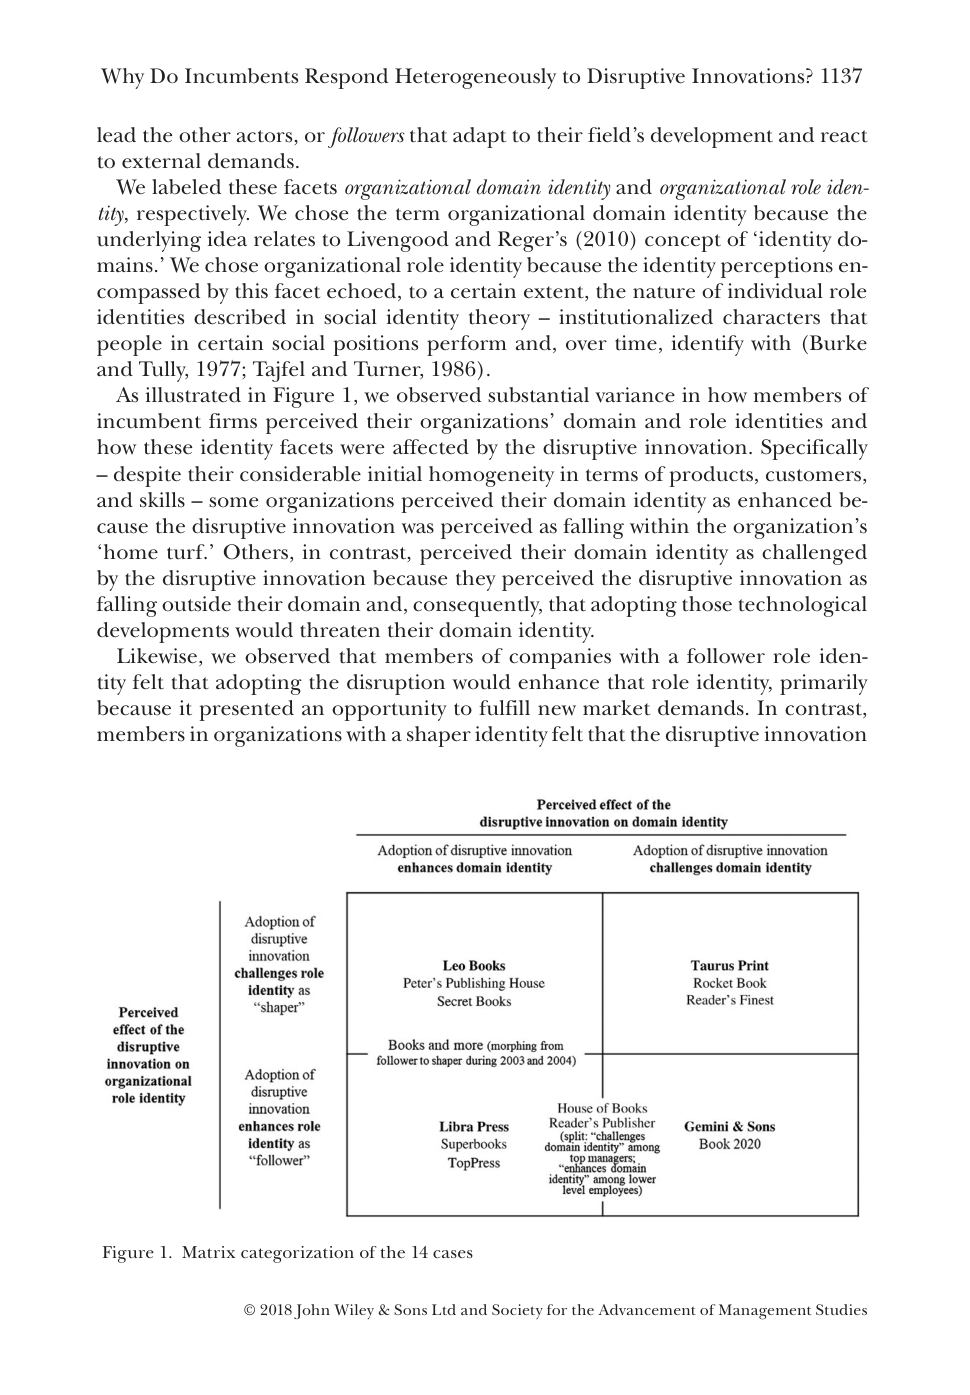 Why Do Incumbents Respond Heterogeneously to Disruptive Innovations? 1137
lead the other actors, or followers that adapt to their field's development and react
to external demands.
We labeled these facets organizational domain identity and organizational role iden-
tity, respectively. We chose the term organizational domain identity because the
underlying idea relates to Livengood and Reger's (2010) concept of 'identity do-
mains.' We chose organizational role identity because the identity perceptions en-
compassed by this facet echoed, to a certain extent, the nature of individual role
identities described in social identity theory – institutionalized characters that
people in certain social positions perform and, over time, identify with (Burke
and Tully, 1977; Tajfel and Turner, 1986).
As illustrated in Figure 1, we observed substantial variance in how members of
incumbent firms perceived their organizations' domain and role identities and
how these identity facets were affected by the disruptive innovation. Specifically
– despite their considerable initial homogeneity in terms of products, customers,
and skills – some organizations perceived their domain identity as enhanced be-
cause the disruptive innovation was perceived as falling within the organization's
'home turf.' Others, in contrast, perceived their domain identity as challenged
by the disruptive innovation because they perceived the disruptive innovation as
falling outside their domain and, consequently, that adopting those technological
developments would threaten their domain identity.
Likewise, we observed that members of companies with a follower role iden-
tity felt that adopting the disruption would enhance that role identity, primarily
because it presented an opportunity to fulfill new market demands. In contrast,
members in organizations with a shaper identity felt that the disruptive innovation
Perceived effect of the
disruptive innovation on domain identity
Adoption of disruptive innovation
enhances domain identity
Adoption of disruptive innovation
challenges domain identity
Perceived
effect of the
disruptive
innovation on
organizational
role identity
Adoption of
disruptive
innovation
challenges role
identity as
"shaper"
Leo Books
Peter's Publishing House
Secret Books
Taurus Print
Rocket Book
Reader's Finest
Books and more (morphing from
follower to shaper during 2003 and 2004)
Adoption of
disruptive
innovation
enhances role
identity as
"follower"
Libra Press
Superbooks
TopPress
House of Books
Reader's Publisher
(split: "challenges
domain identity" among
top managers;
"enhances domain
identity" among lower
level employees)
Gemini & Sons
Book 2020
Figure 1. Matrix categorization of the 14 cases
© 2018 John Wiley & Sons Ltd and Society for the Advancement of Management Studies